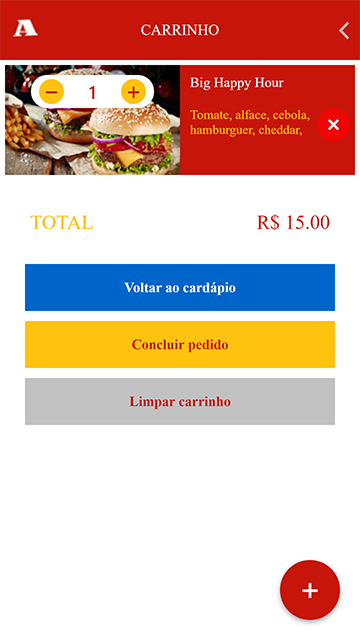 A
CARRINHO
1
Big Happy Hour
Tomate, alface, cebola,
hamburguer, cheddar,
TOTAL
R$ 15.00
Voltar ao cardápio
Concluir pedido
Limpar carrinho